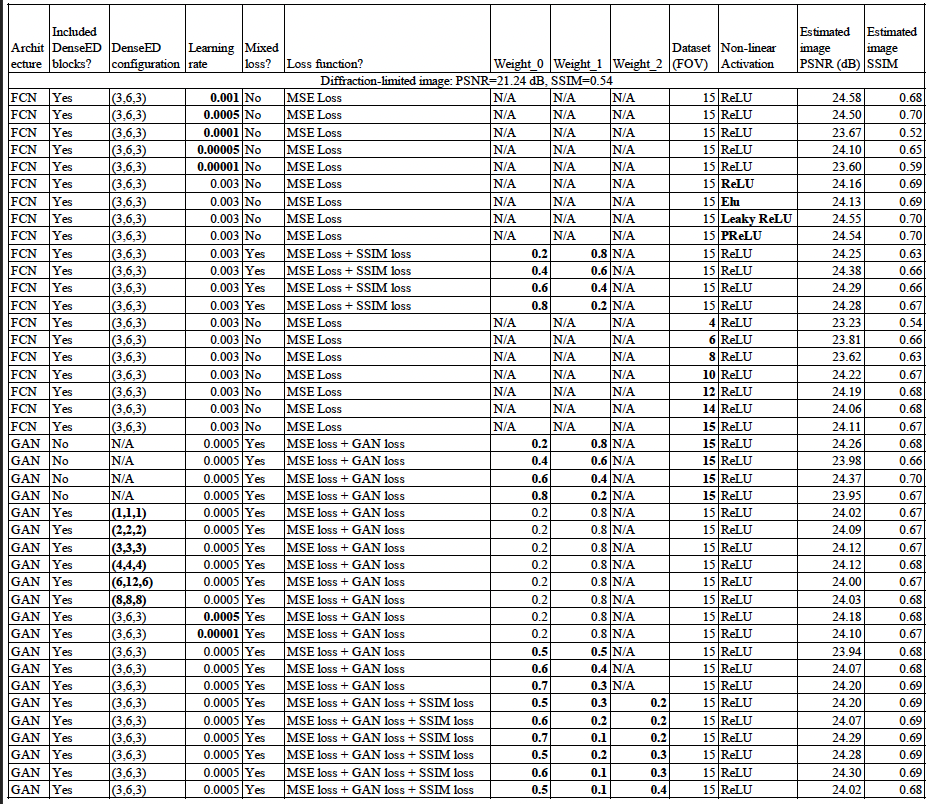 Archit ecture | Included DenseED blocks? | DenseED configuration | Learning rate | Mixed loss? | Loss function? | Weight_0 | Weight_1 | Weight_2 | Dataset (FOV) | Non-linear Activation | Estimated image PSNR (dB) | Estimated image SSIM
Diffraction-limited image: PSNR=21.24 dB, SSIM=0.54
FCN Yes (3,6,3) 0.001 No MSE Loss N/A N/A N/A 15 ReLU 24.58 0.68
FCN Yes (3,6,3) 0.0005 No MSE Loss N/A N/A N/A 15 ReLU 24.50 0.70
FCN Yes (3,6,3) 0.0001 No MSE Loss N/A N/A N/A 15 ReLU 23.67 0.52
FCN Yes (3,6,3) 0.00005 No MSE Loss N/A N/A N/A 15 ReLU 24.10 0.65
FCN Yes (3,6,3) 0.00001 No MSE Loss N/A N/A N/A 15 ReLU 23.60 0.59
FCN Yes (3,6,3) 0.003 No MSE Loss N/A N/A N/A 15 ReLU 24.16 0.69
FCN Yes (3,6,3) 0.003 No MSE Loss N/A N/A N/A 15 Elu 24.13 0.69
FCN Yes (3,6,3) 0.003 No MSE Loss N/A N/A N/A 15 Leaky ReLU 24.55 0.70
FCN Yes (3,6,3) 0.003 No MSE Loss N/A N/A N/A 15 PReLU 24.54 0.70
FCN Yes (3,6,3) 0.003 Yes MSE Loss + SSIM loss 0.2 0.8 N/A 15 ReLU 24.25 0.63
FCN Yes (3,6,3) 0.003 Yes MSE Loss + SSIM loss 0.4 0.6 N/A 15 ReLU 24.38 0.66
FCN Yes (3,6,3) 0.003 Yes MSE Loss + SSIM loss 0.6 0.4 N/A 15 ReLU 24.29 0.66
FCN Yes (3,6,3) 0.003 Yes MSE Loss + SSIM loss 0.8 0.2 N/A 15 ReLU 24.28 0.67
FCN Yes (3,6,3) 0.003 No MSE Loss N/A N/A N/A 4 ReLU 23.23 0.54
FCN Yes (3,6,3) 0.003 No MSE Loss N/A N/A N/A 6 ReLU 23.81 0.66
FCN Yes (3,6,3) 0.003 No MSE Loss N/A N/A N/A 8 ReLU 23.62 0.63
FCN Yes (3,6,3) 0.003 No MSE Loss N/A N/A N/A 10 ReLU 24.22 0.67
FCN Yes (3,6,3) 0.003 No MSE Loss N/A N/A N/A 12 ReLU 24.19 0.68
FCN Yes (3,6,3) 0.003 No MSE Loss N/A N/A N/A 14 ReLU 24.06 0.68
FCN Yes (3,6,3) 0.003 No MSE Loss N/A N/A N/A 15 ReLU 24.11 0.67
GAN No N/A 0.0005 Yes MSE loss + GAN loss 0.2 0.8 N/A 15 ReLU 24.26 0.68
GAN No N/A 0.0005 Yes MSE loss + GAN loss 0.4 0.6 N/A 15 ReLU 23.98 0.66
GAN No N/A 0.0005 Yes MSE loss + GAN loss 0.6 0.4 N/A 15 ReLU 24.37 0.70
GAN No N/A 0.0005 Yes MSE loss + GAN loss 0.8 0.2 N/A 15 ReLU 23.95 0.67
GAN Yes (1,1,1) 0.0005 Yes MSE loss + GAN loss 0.2 0.8 N/A 15 ReLU 24.02 0.67
GAN Yes (2,2,2) 0.0005 Yes MSE loss + GAN loss 0.2 0.8 N/A 15 ReLU 24.09 0.67
GAN Yes (3,3,3) 0.0005 Yes MSE loss + GAN loss 0.2 0.8 N/A 15 ReLU 24.12 0.67
GAN Yes (4,4,4) 0.0005 Yes MSE loss + GAN loss 0.2 0.8 N/A 15 ReLU 24.12 0.68
GAN Yes (6,12,6) 0.0005 Yes MSE loss + GAN loss 0.2 0.8 N/A 15 ReLU 24.00 0.67
GAN Yes (8,8,8) 0.0005 Yes MSE loss + GAN loss 0.2 0.8 N/A 15 ReLU 24.03 0.68
GAN Yes (3,6,3) 0.0005 Yes MSE loss + GAN loss 0.2 0.8 N/A 15 ReLU 24.18 0.68
GAN Yes (3,6,3) 0.00001 Yes MSE loss + GAN loss 0.2 0.8 N/A 15 ReLU 24.10 0.67
GAN Yes (3,6,3) 0.0005 Yes MSE loss + GAN loss 0.5 0.5 N/A 15 ReLU 23.94 0.68
GAN Yes (3,6,3) 0.0005 Yes MSE loss + GAN loss 0.6 0.4 N/A 15 ReLU 24.07 0.68
GAN Yes (3,6,3) 0.0005 Yes MSE loss + GAN loss 0.7 0.3 N/A 15 ReLU 24.20 0.69
GAN Yes (3,6,3) 0.0005 Yes MSE loss + GAN loss + SSIM loss 0.5 0.3 0.2 15 ReLU 24.20 0.69
GAN Yes (3,6,3) 0.0005 Yes MSE loss + GAN loss + SSIM loss 0.6 0.2 0.2 15 ReLU 24.07 0.69
GAN Yes (3,6,3) 0.0005 Yes MSE loss + GAN loss + SSIM loss 0.7 0.1 0.2 15 ReLU 24.29 0.69
GAN Yes (3,6,3) 0.0005 Yes MSE loss + GAN loss + SSIM loss 0.5 0.2 0.3 15 ReLU 24.28 0.69
GAN Yes (3,6,3) 0.0005 Yes MSE loss + GAN loss + SSIM loss 0.6 0.1 0.3 15 ReLU 24.30 0.69
GAN Yes (3,6,3) 0.0005 Yes MSE loss + GAN loss + SSIM loss 0.5 0.1 0.4 15 ReLU 24.02 0.68